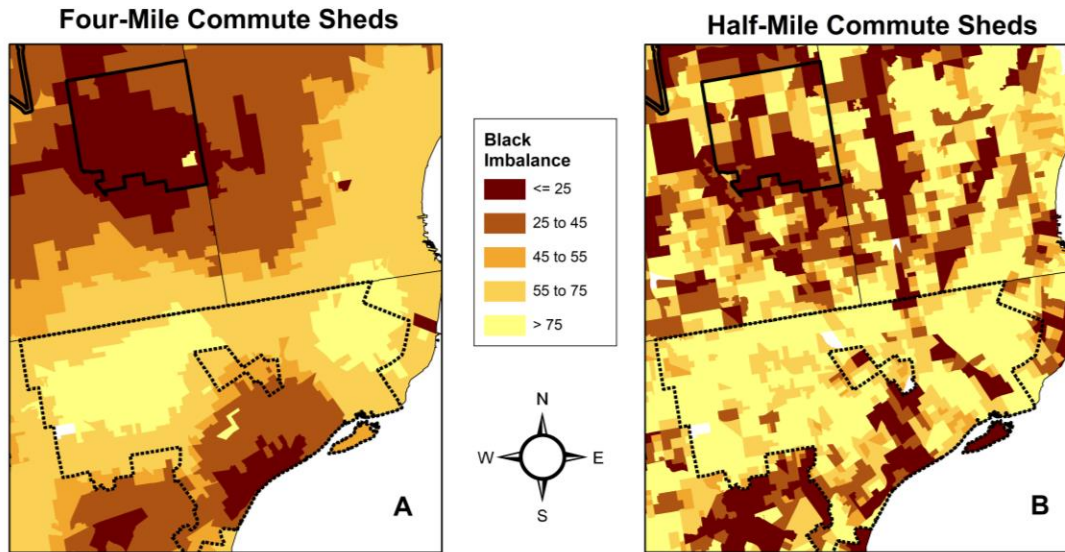 Four-Mile Commute Sheds
Half-Mile Commute Sheds
Black
Imbalance
<= 25
25 to 45
45 to 55
55 to 75
> 75
N
W E
S
A
B